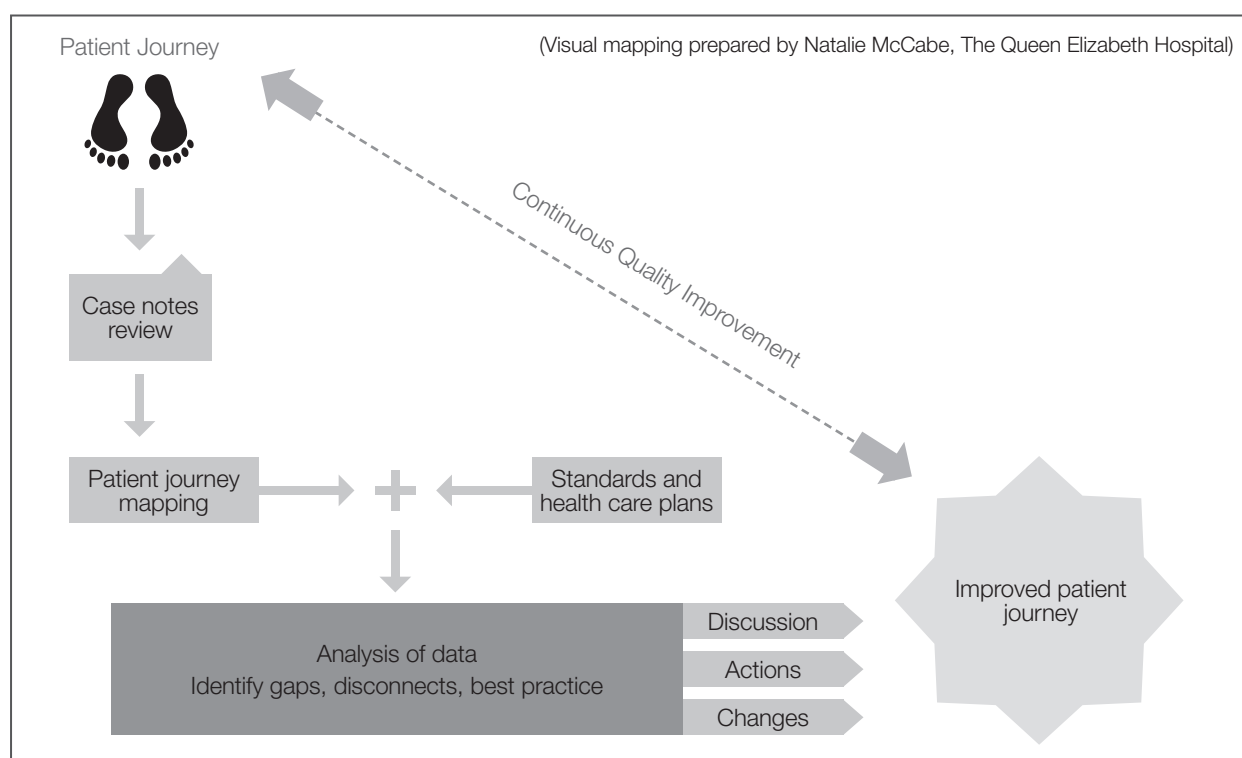 Patient Journey
(Visual mapping prepared by Natalie McCabe, The Queen Elizabeth Hospital)
Continuous Quality Improvement
Case notes
review
Patient journey
mapping
Standards and
health care plans
Analysis of data
Identify gaps, disconnects, best practice
Discussion
Actions
Changes
Improved patient
journey